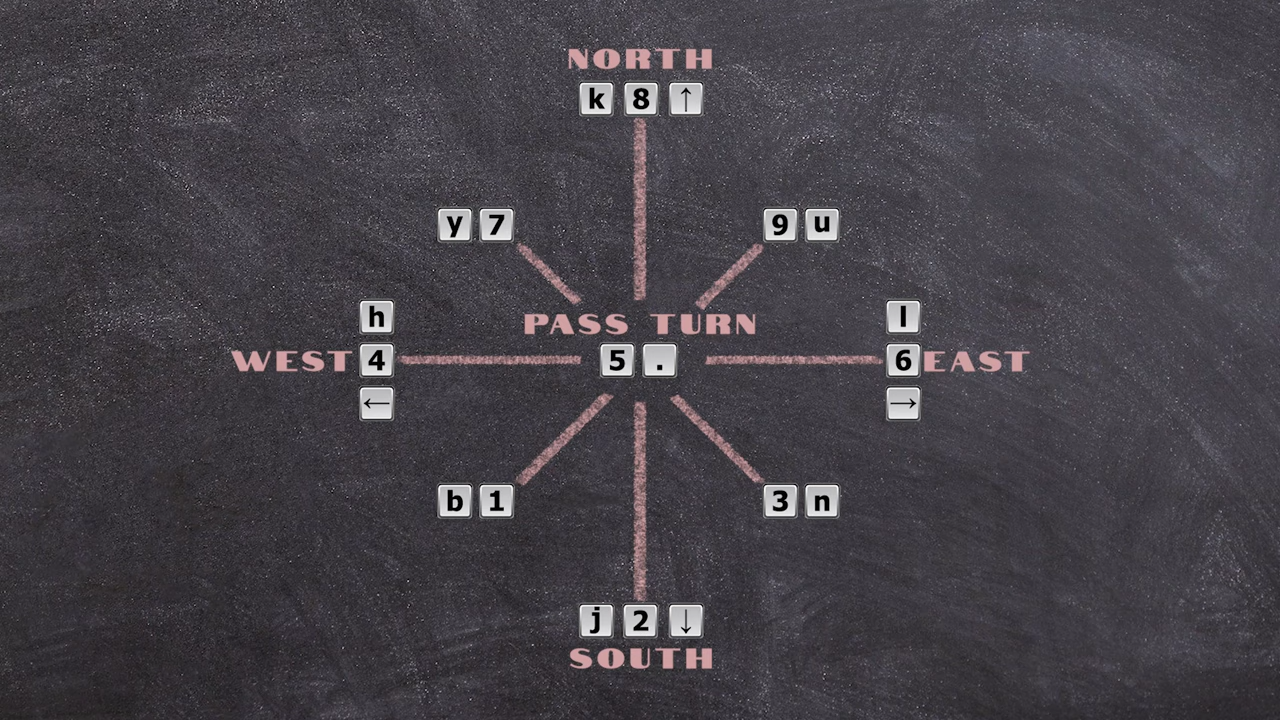 NORTH
k 8 ↑
y 7 9 u
PASS TURN
h l
WEST 4 5 . 6 EAST
← →
b 1 3 n
j 2 ↓
SOUTH